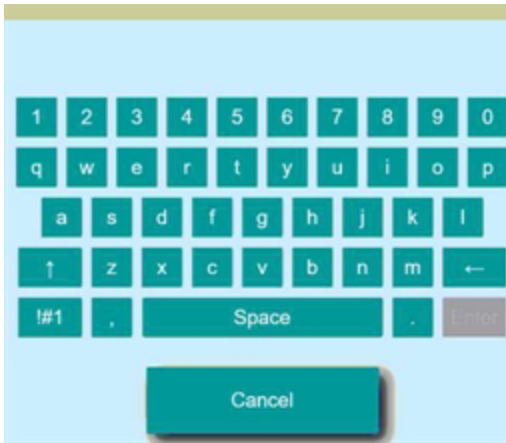 1 2 3 4 5 6 7 8 9 0
q w e r t y u i o p
a s d f g h j k l
↑ z x c v b n m ←
!#1 , Space . Enter
Cancel